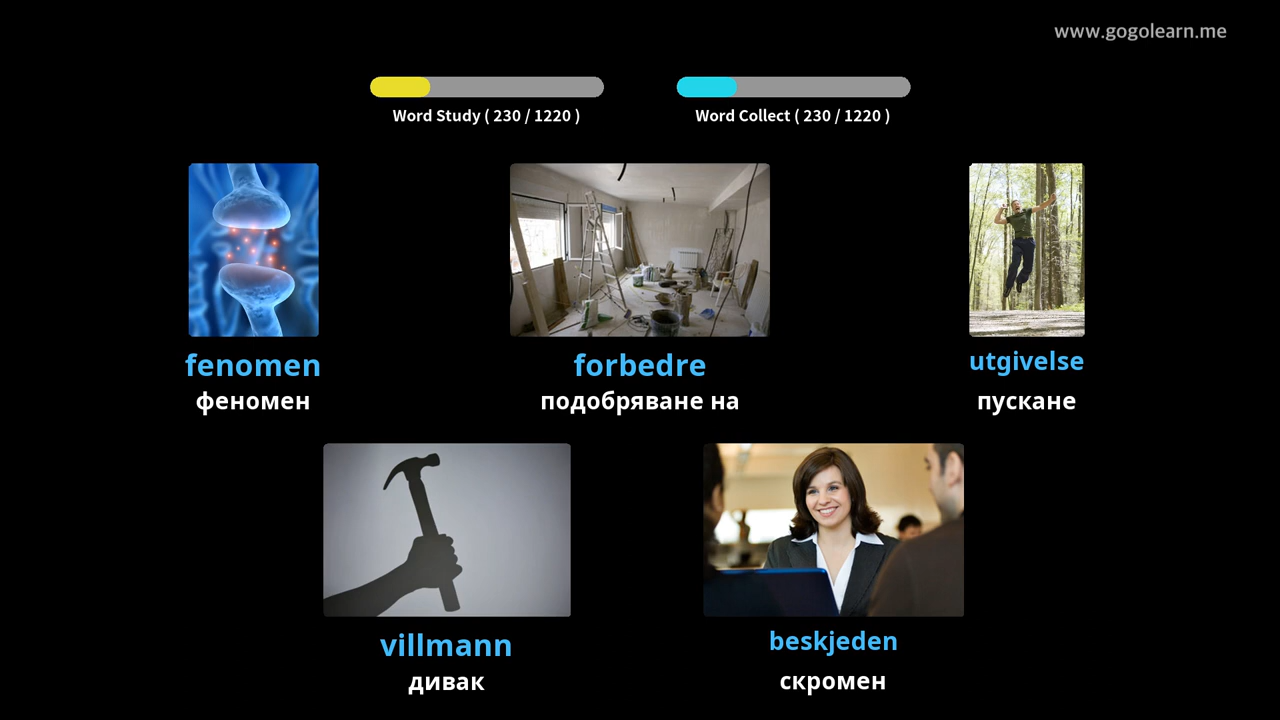 www.gogolearn.me
Word Study ( 230 / 1220 )
Word Collect ( 230 / 1220 )
fenomen
феномен
forbedre
подобряване на
utgivelse
пускане
villmann
дивак
beskjeden
скромен